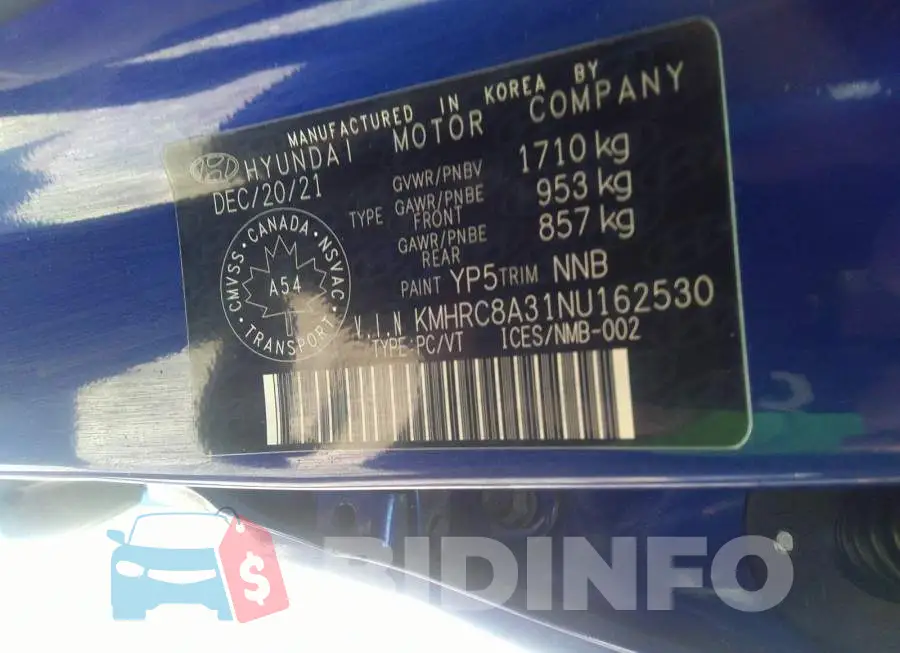 MANUFACTURED IN KOREA BY
HYUNDAI MOTOR COMPANY
DEC/20/21
GVWR/PNBV 1710 kg
TYPE GAWR/PNBE FRONT 953 kg
GAWR/PNBE REAR 857 kg
CMVSS • CANADA • NSVAC • TRANSPORT •
A54
PAINT YP5 TRIM NNB
V.I.N KMHRC8A31NU162530
TYPE:PC/VT ICES/NMB-002
$ BIDINFO